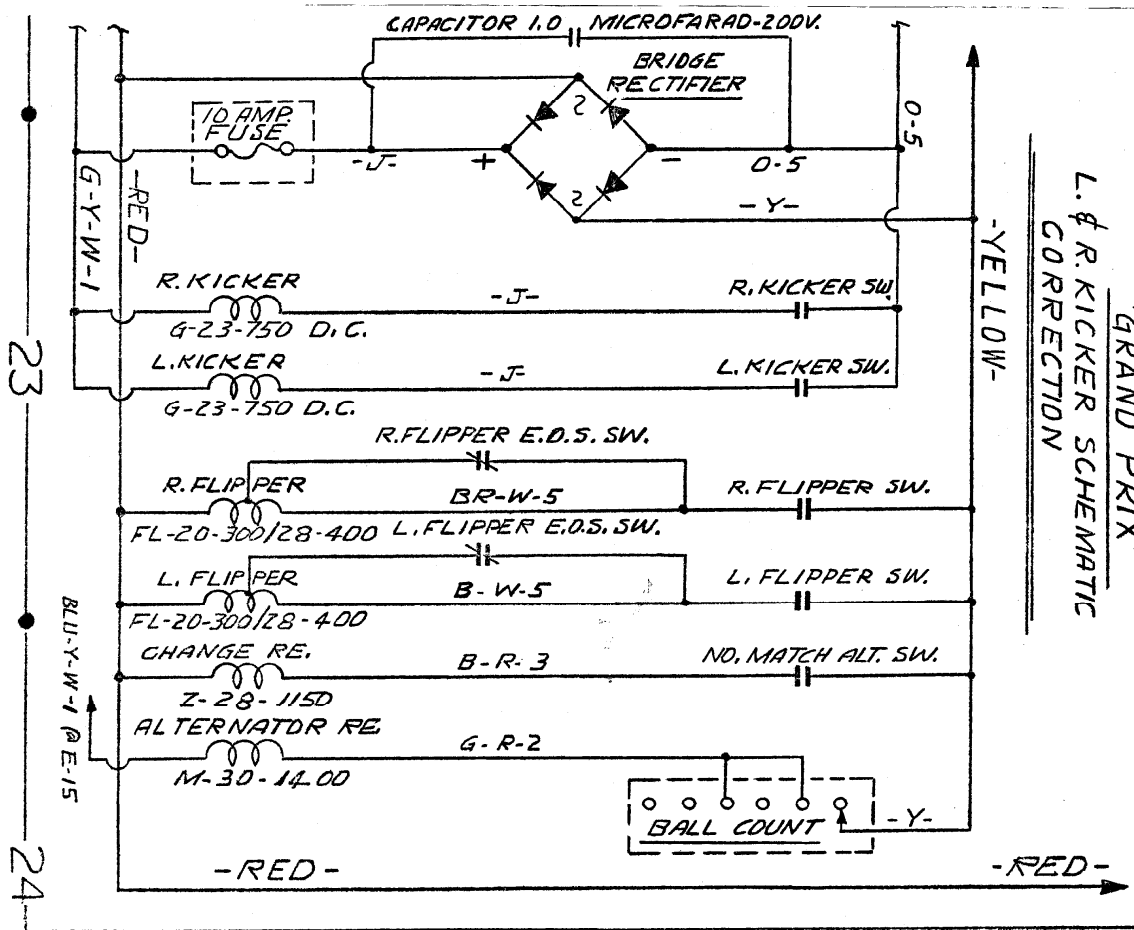 CAPACITOR 1.0 MICROFARAD-200V.
BRIDGE
RECTIFIER
10 AMP.
FUSE
-J-
+
-
O-5
O-5
-Y-
-RED-
G-Y-W-1
-YELLOW-
"GRAND PRIX"
L. & R. KICKER SCHEMATIC
CORRECTION
R. KICKER
-J-
R. KICKER SW.
G-23-750 D.C.
L. KICKER
-J-
L. KICKER SW.
G-23-750 D.C.
23
R. FLIPPER E.O.S. SW.
R. FLIPPER
BR-W-5
R. FLIPPER SW.
FL-20-300/28-400
L. FLIPPER E.O.S. SW.
L. FLIPPER
B-W-5
L. FLIPPER SW.
FL-20-300/28-400
BLU-Y-W-1 @ E-15
CHANGE RE.
B-R-3
NO. MATCH ALT. SW.
Z-28-1150
ALTERNATOR RE.
G-R-2
M-30-1400
BALL COUNT
-Y-
24
-RED-
-RED-